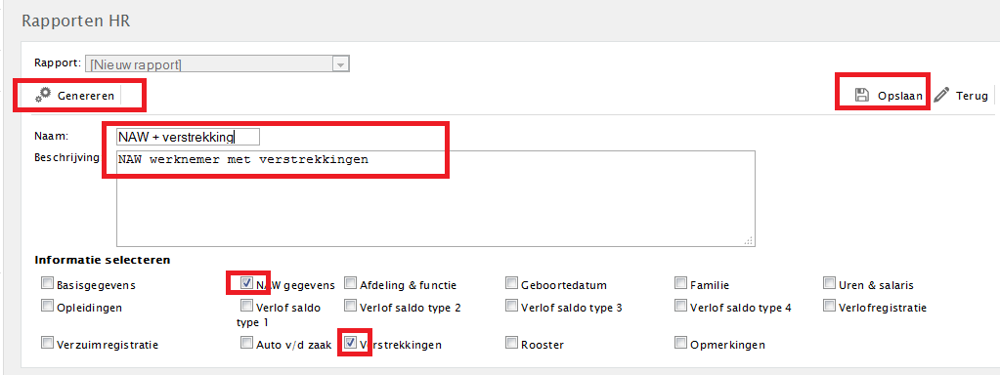 Rapporten HR
Rapport: [Nieuw rapport]
Genereren Opslaan Terug
Naam: NAW + verstrekking
Beschrijving NAW werknemer met verstrekkingen
Informatie selecteren
Basisgegevens NAW gegevens Afdeling & functie Geboortedatum Familie Uren & salaris
Opleidingen Verlof saldo type 1 Verlof saldo type 2 Verlof saldo type 3 Verlof saldo type 4 Verlofregistratie
Verzuimregistratie Auto v/d zaak Verstrekkingen Rooster Opmerkingen